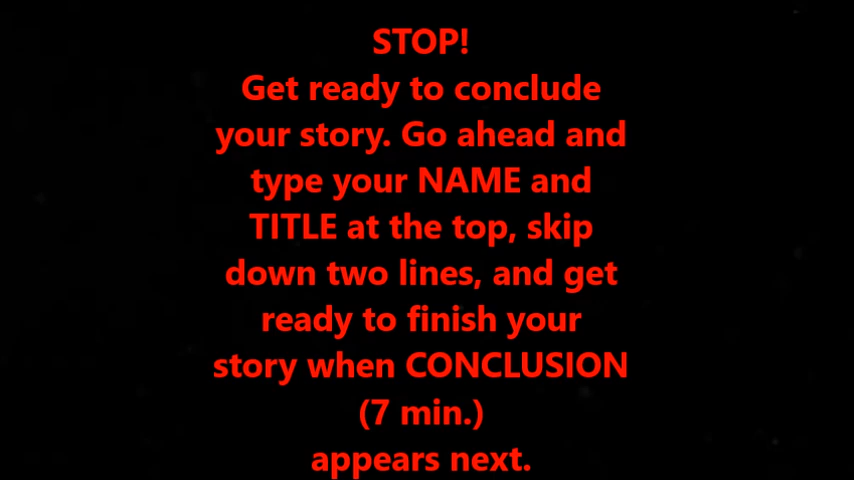 STOP!
Get ready to conclude
your story. Go ahead and
type your NAME and
TITLE at the top, skip
down two lines, and get
ready to finish your
story when CONCLUSION
(7 min.)
appears next.